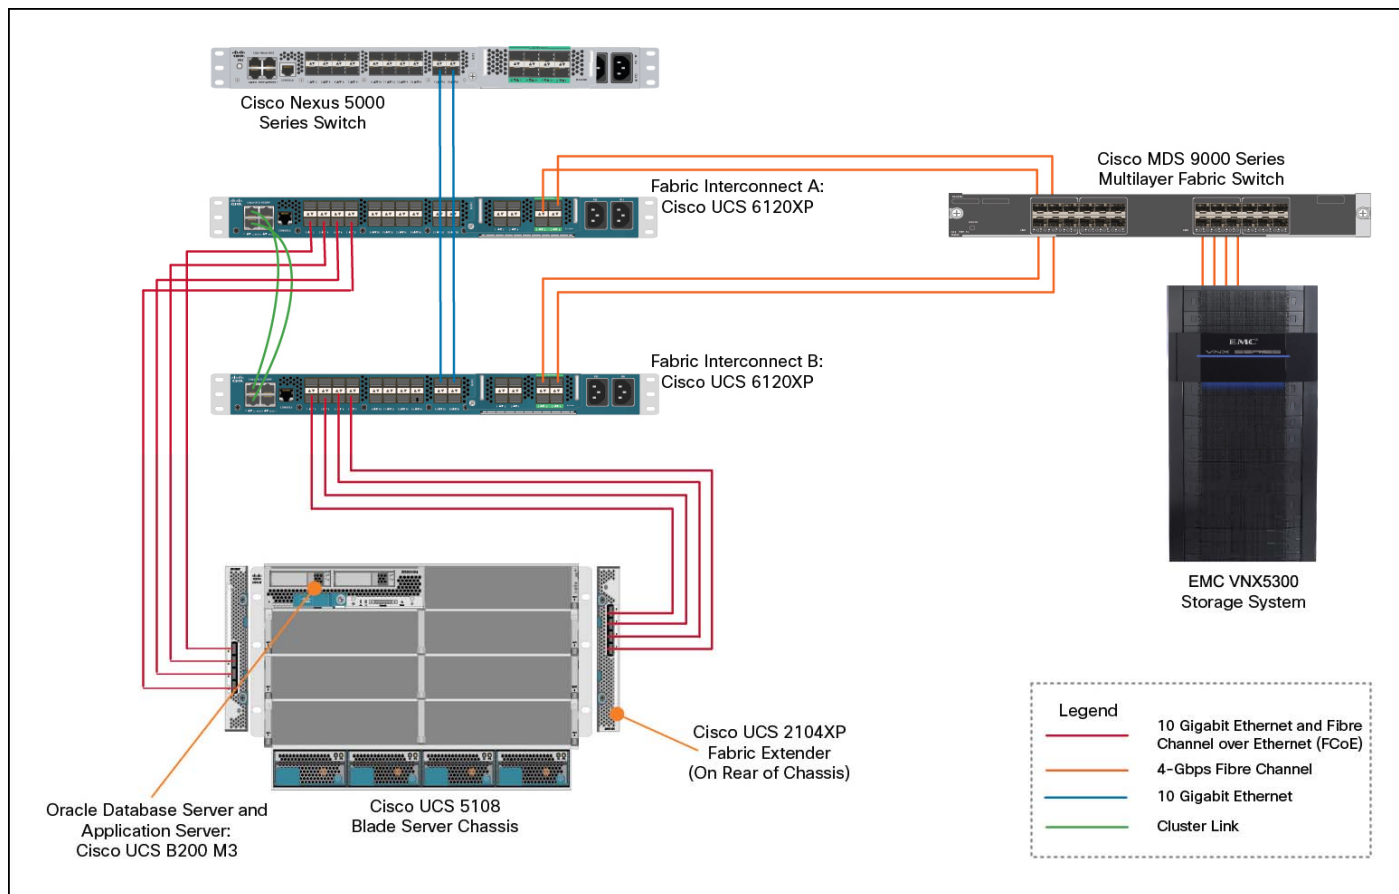 Cisco Nexus 5000
Series Switch
Fabric Interconnect A:
Cisco UCS 6120XP
Cisco MDS 9000 Series
Multilayer Fabric Switch
Fabric Interconnect B:
Cisco UCS 6120XP
EMC²
VNX SERIES
EMC VNX5300
Storage System
Cisco UCS 2104XP
Fabric Extender
(On Rear of Chassis)
Oracle Database Server and
Application Server:
Cisco UCS B200 M3
Cisco UCS 5108
Blade Server Chassis
Legend
10 Gigabit Ethernet and Fibre
Channel over Ethernet (FCoE)
4-Gbps Fibre Channel
10 Gigabit Ethernet
Cluster Link